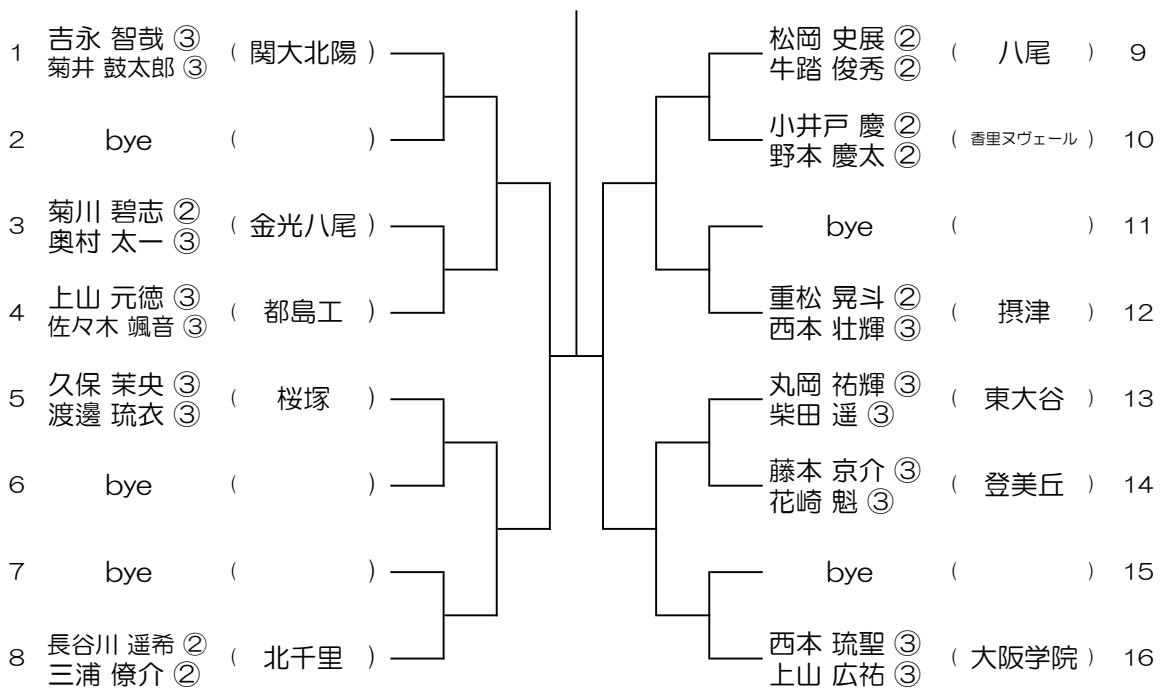 1 吉永 智哉 ③ ( 関大北陽 )
菊井 鼓太郎 ③
2 bye ( )
3 菊川 碧志 ② ( 金光八尾 )
奥村 太一 ③
4 上山 元徳 ③ ( 都島工 )
佐々木 颯音 ③
5 久保 茉央 ③ ( 桜塚 )
渡邊 琉衣 ③
6 bye ( )
7 bye ( )
8 長谷川 遥希 ② ( 北千里 )
三浦 僚介 ②
松岡 史展 ② ( 八尾 ) 9
牛踏 俊秀 ②
小井戸 慶 ② ( 香里ヌヴェール ) 10
野本 慶太 ②
bye ( ) 11
重松 晃斗 ② ( 摂津 ) 12
西本 壮輝 ③
丸岡 祐輝 ③ ( 東大谷 ) 13
柴田 遥 ③
藤本 京介 ③ ( 登美丘 ) 14
花崎 魁 ③
bye ( ) 15
西本 琉聖 ③ ( 大阪学院 ) 16
上山 広祐 ③